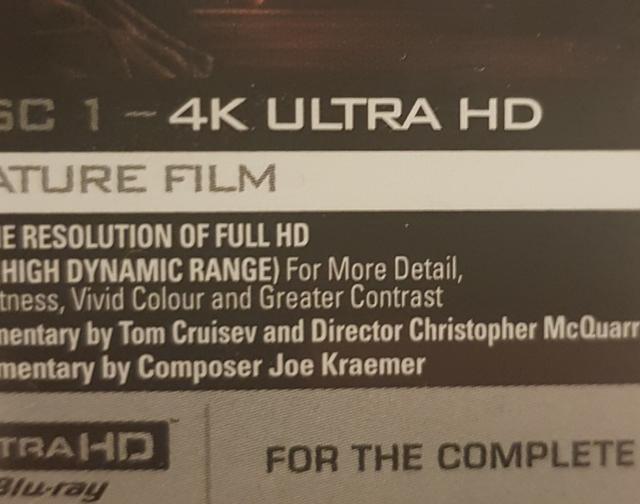 SC 1 - 4K ULTRA HD
ATURE FILM
E RESOLUTION OF FULL HD
HIGH DYNAMIC RANGE) For More Detail,
tness, Vivid Colour and Greater Contrast
mentary by Tom Cruisev and Director Christopher McQuarr
mentary by Composer Joe Kraemer
TRA HD™
Blu-ray
FOR THE COMPLETE